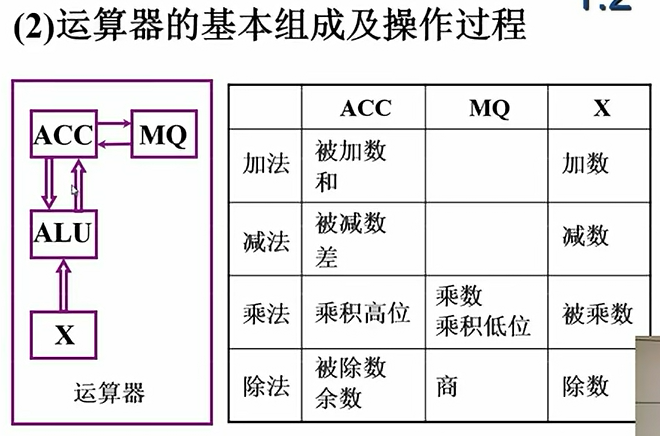 (2)运算器的基本组成及操作过程
ACC
MQ
ALU
X
运算器
ACC MQ X
加法 被加数 加数
和
减法 被减数 减数
差
乘法 乘积高位 乘数 被乘数
乘积低位
除法 被除数 商 除数
余数